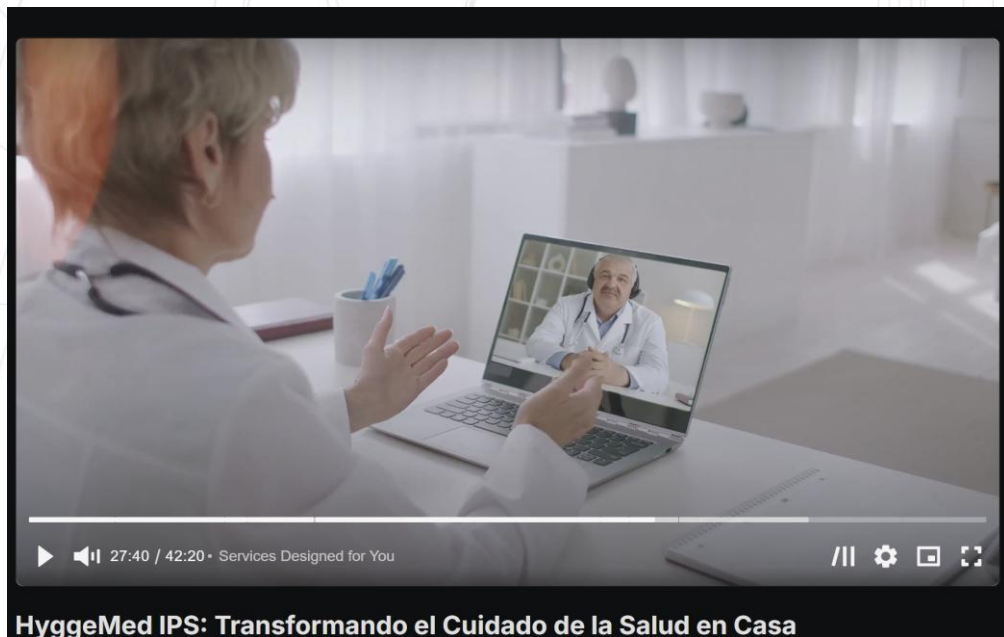 27:40 / 42:20 • Services Designed for You
HyggeMed IPS: Transformando el Cuidado de la Salud en Casa